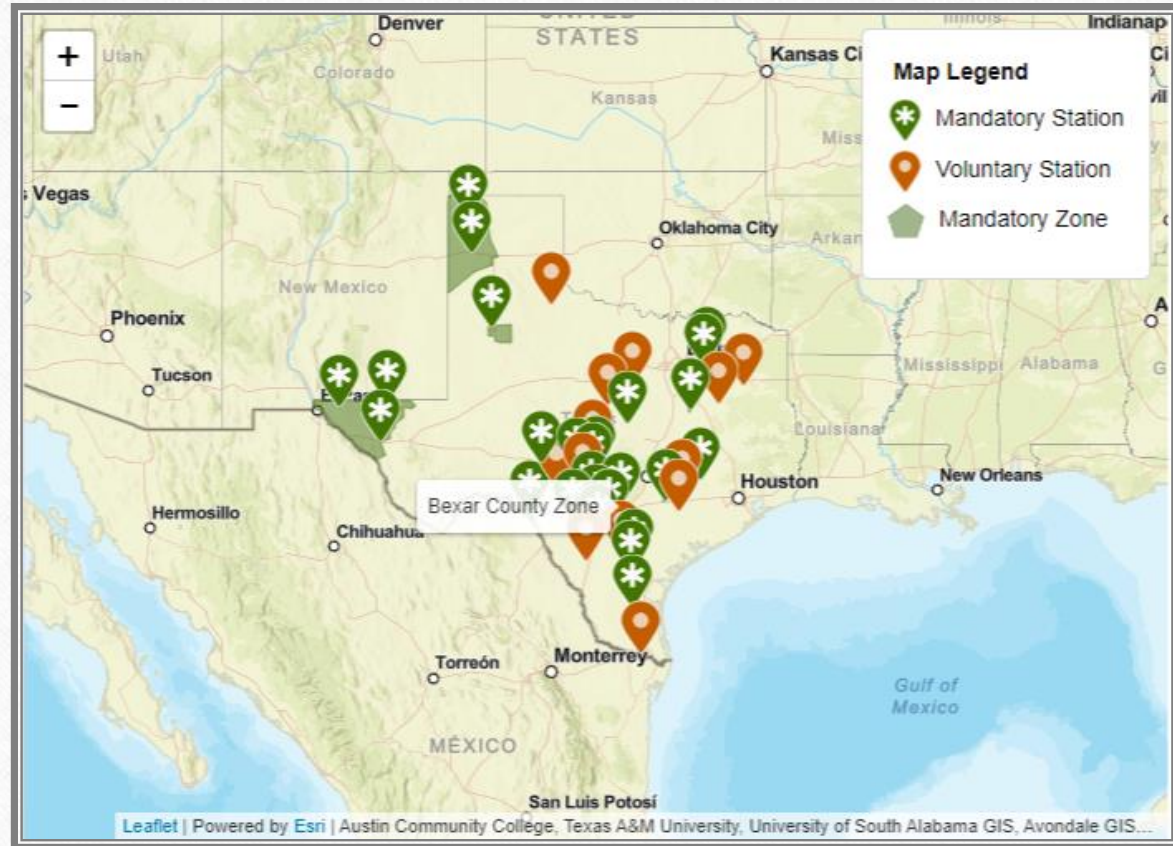 +
−
Denver
UNITED
STATES
Illinois
Indianap
Utah
Colorado
Kansas Ci
Kansas
Map Legend
Mandatory Station
Voluntary Station
Mandatory Zone
Miss
Vegas
Oklahoma City
Arkan
New Mexico
Phoenix
Tucson
Mississippi
Alabama
Louisiana
Houston
New Orleans
Bexar County Zone
Hermosillo
Chihuahua
Torreón
Monterrey
Gulf of
Mexico
MÉXICO
San Luis Potosí
Leaflet | Powered by Esri | Austin Community College, Texas A&M University, University of South Alabama GIS, Avondale GIS...